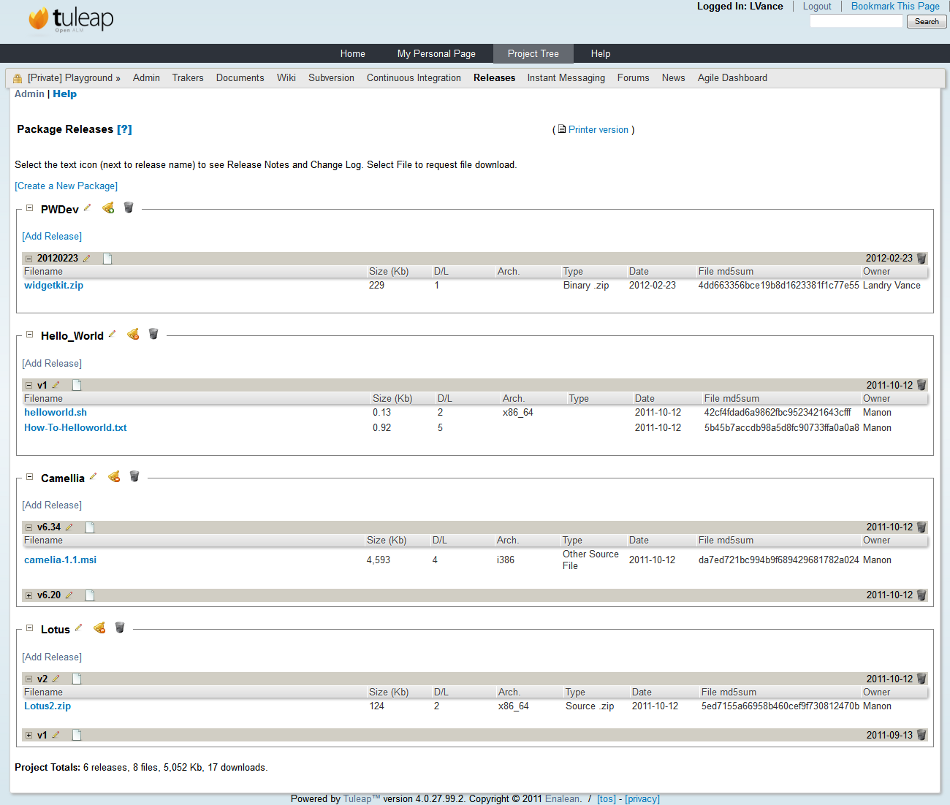 tuleap
Open ALM
Logged In: LVance | Logout | Bookmark This Page
Search
Home My Personal Page Project Tree Help
[Private] Playground » Admin Trakers Documents Wiki Subversion Continuous Integration Releases Instant Messaging Forums News Agile Dashboard
Admin | Help
Package Releases [?] ( Printer version )
Select the text icon (next to release name) to see Release Notes and Change Log. Select File to request file download.
[Create a New Package]
PWDev
[Add Release]
20120223 2012-02-23
Filename Size (Kb) D/L Arch. Type Date File md5sum Owner
widgetkit.zip 229 1 Binary .zip 2012-02-23 4dd663356bce19b8d1623381f1c77e55 Landry Vance
Hello_World
[Add Release]
v1 2011-10-12
Filename Size (Kb) D/L Arch. Type Date File md5sum Owner
helloworld.sh 0.13 2 x86_64 2011-10-12 42cf4fdad6a9862fbc9523421643cfff Manon
How-To-Helloworld.txt 0.92 5 2011-10-12 5b45b7accdb98a5d8fc90733ffa0a0a8 Manon
Camellia
[Add Release]
v6.34 2011-10-12
Filename Size (Kb) D/L Arch. Type Date File md5sum Owner
camelia-1.1.msi 4,593 4 i386 Other Source File 2011-10-12 da7ed721bc994b9f689429681782a024 Manon
v6.20 2011-10-12
Lotus
[Add Release]
v2 2011-10-12
Filename Size (Kb) D/L Arch. Type Date File md5sum Owner
Lotus2.zip 124 2 x86_64 Source .zip 2011-10-12 5ed7155a66958b460cef9f730812470b Manon
v1 2011-09-13
Project Totals: 6 releases, 8 files, 5,052 Kb, 17 downloads.
Powered by Tuleap™ version 4.0.27.99.2. Copyright © 2011 Enalean. / [tos] - [privacy]